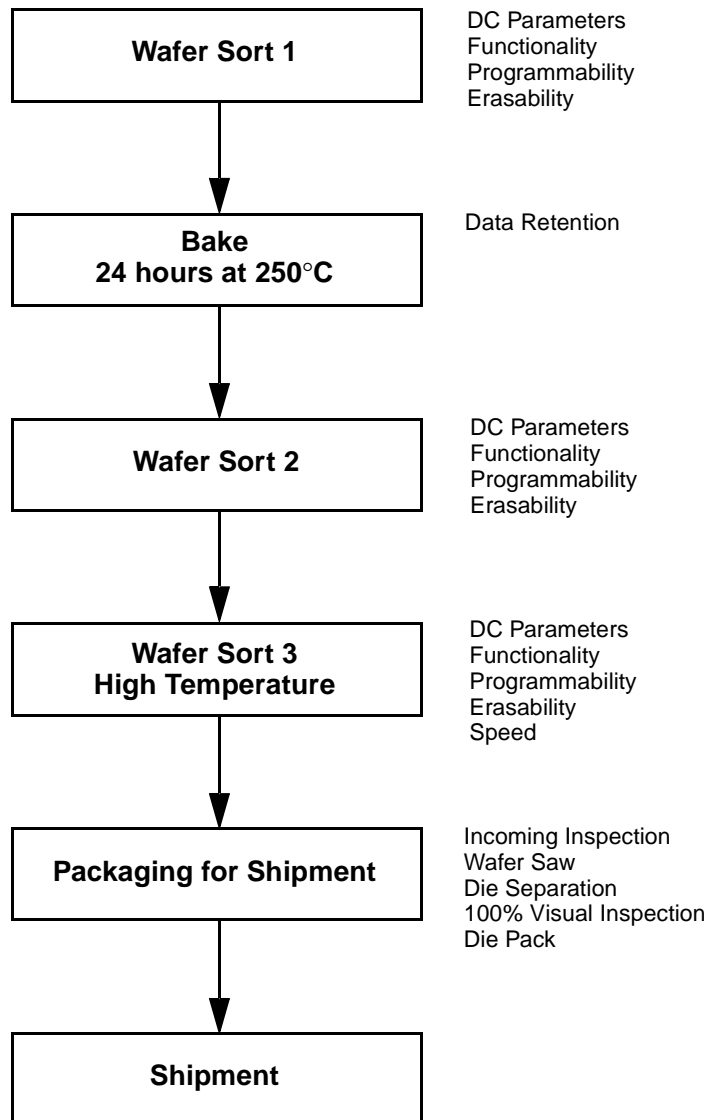 Wafer Sort 1
DC Parameters
Functionality
Programmability
Erasability
Bake
24 hours at 250°C
Data Retention
Wafer Sort 2
DC Parameters
Functionality
Programmability
Erasability
Wafer Sort 3
High Temperature
DC Parameters
Functionality
Programmability
Erasability
Speed
Packaging for Shipment
Incoming Inspection
Wafer Saw
Die Separation
100% Visual Inspection
Die Pack
Shipment